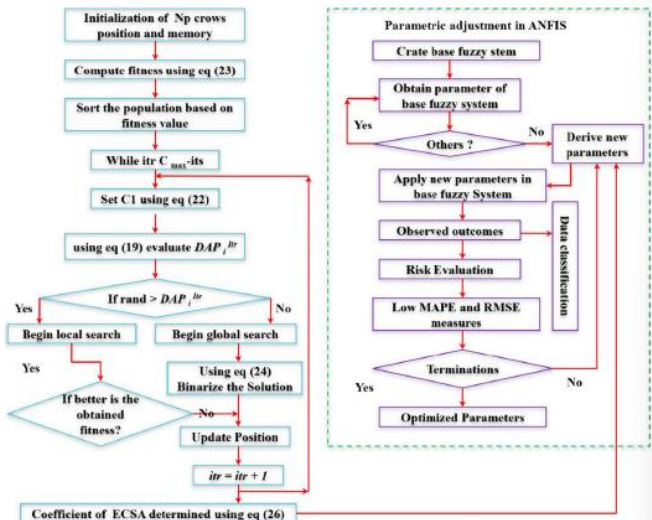 Initialization of Np crows
position and memory
Compute fitness using eq (23)
Sort the population based on
fitness value
While itr C max-its
Set C1 using eq (22)
using eq (19) evaluate DAP i Itr
If rand > DAP i Itr
Yes
No
Begin local search
Begin global search
Yes
Using eq (24)
Binarize the Solution
If better is the
obtained
fitness?
No
Update Position
itr = itr + 1
Coefficient of ECSA determined using eq (26)
Parametric adjustment in ANFIS
Crate base fuzzy stem
Obtain parameter of
base fuzzy system
Yes
No
Others ?
Derive new
parameters
Apply new parameters in
base fuzzy System
Observed outcomes
Data classification
Risk Evaluation
Low MAPE and RMSE
measures
Terminations
Yes
No
Optimized Parameters